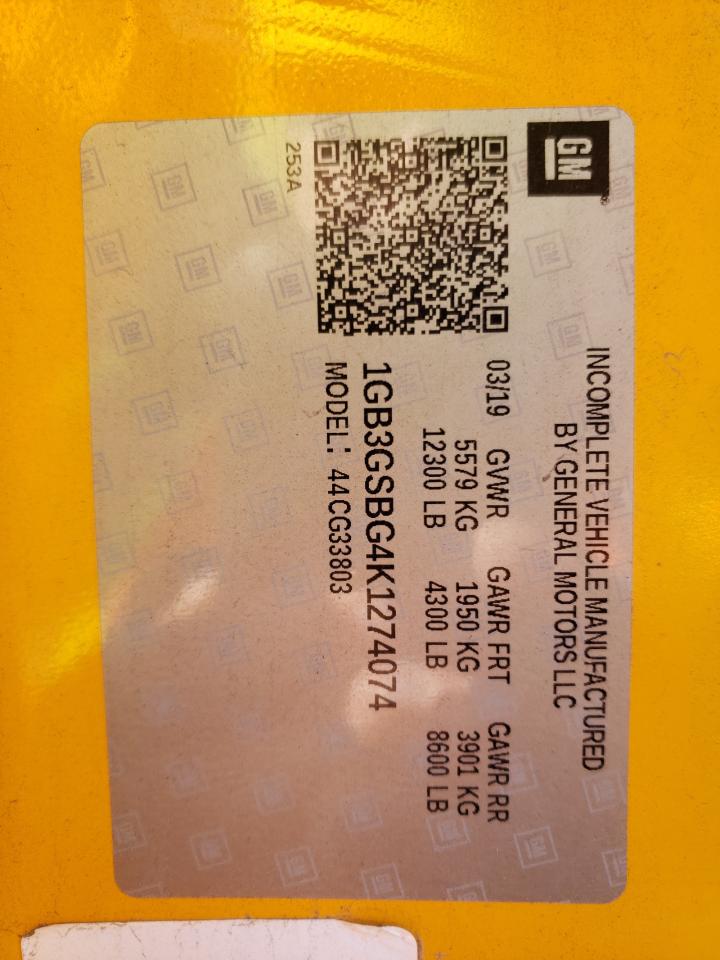 GM
INCOMPLETE VEHICLE MANUFACTURED
BY GENERAL MOTORS LLC
03/19 GVWR GAWR FRT GAWR RR
5579 KG 1950 KG 3901 KG
12300 LB 4300 LB 8600 LB
1GB3GSBG4K1274074
MODEL: 44CG33803
253A